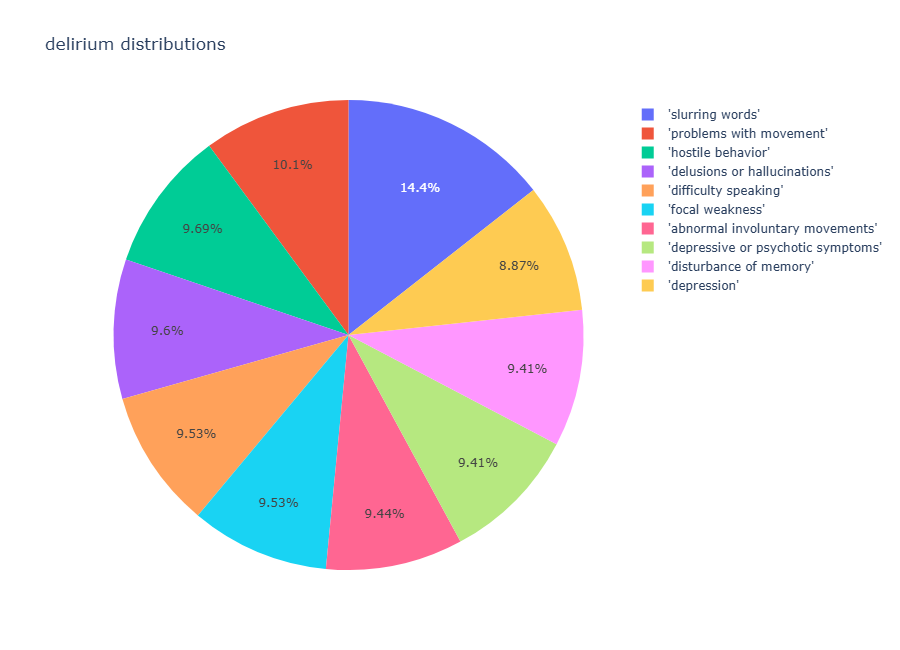 delirium distributions
'slurring words'
'problems with movement'
'hostile behavior'
'delusions or hallucinations'
'difficulty speaking'
'focal weakness'
'abnormal involuntary movements'
'depressive or psychotic symptoms'
'disturbance of memory'
'depression'
10.1%
14.4%
9.69%
8.87%
9.6%
9.41%
9.53%
9.41%
9.53%
9.44%